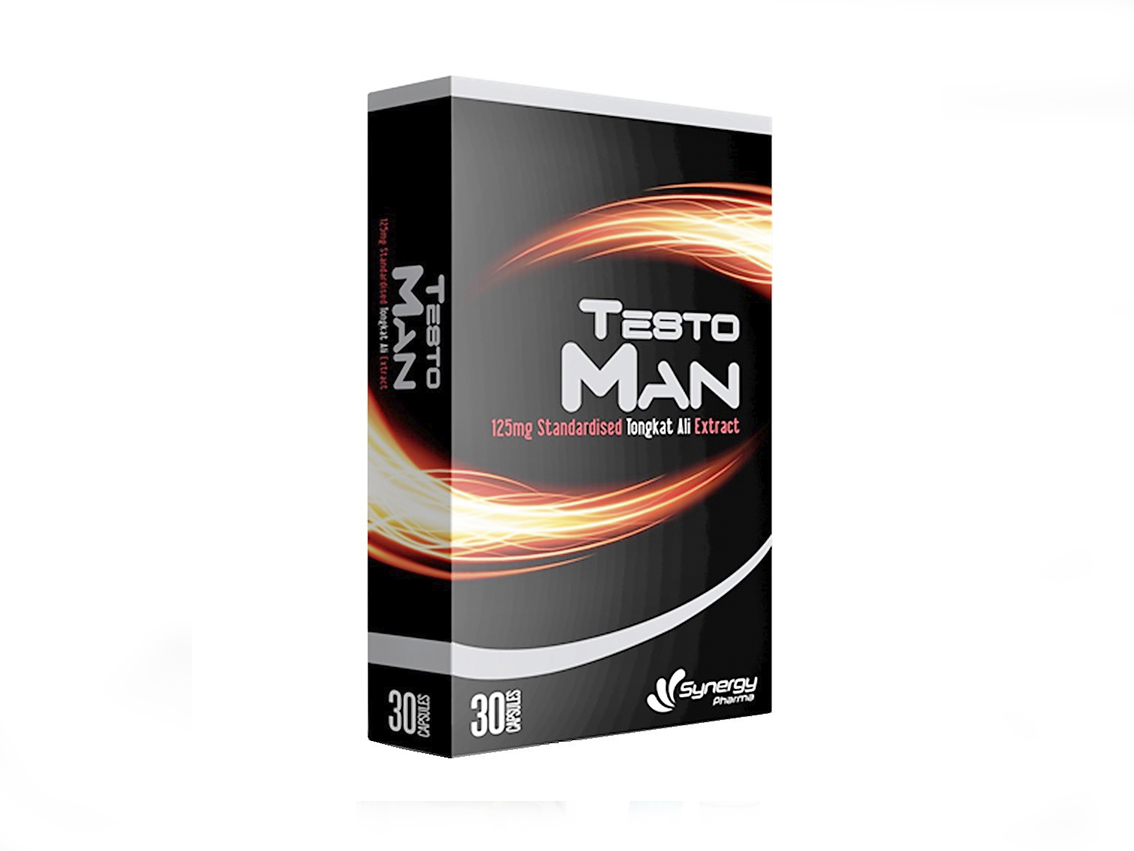 TESTO
MAN
125mg Standardised Tongkat Ali Extract
TESTO
MAN
125mg Standardised Tongkat Ali Extract
30 CAPSULES
30 CAPSULES
Synergy
Pharma